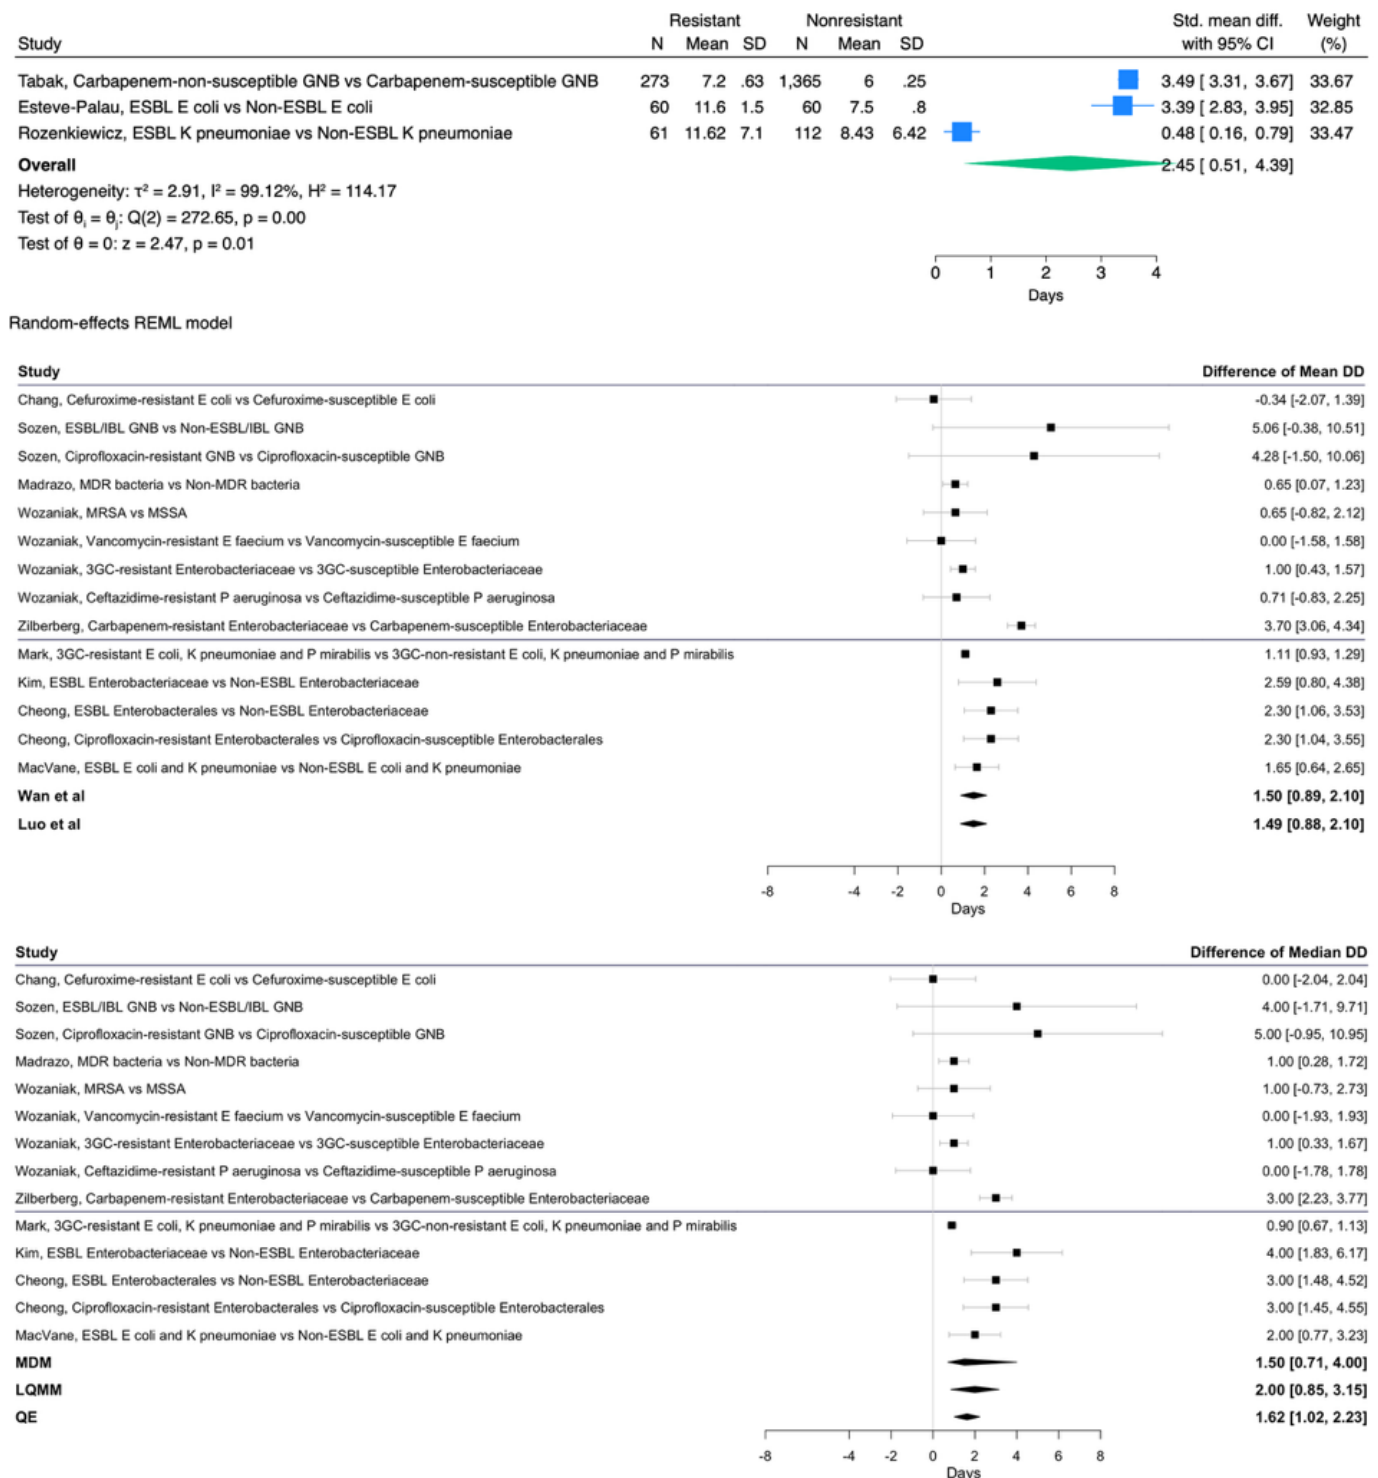 Resistant Nonresistant Std. mean diff. Weight
Study N Mean SD N Mean SD with 95% CI (%)
Tabak, Carbapenem-non-susceptible GNB vs Carbapenem-susceptible GNB 273 7.2 .63 1,365 6 .25 3.49 [ 3.31, 3.67] 33.67
Esteve-Palau, ESBL E coli vs Non-ESBL E coli 60 11.6 1.5 60 7.5 .8 3.39 [ 2.83, 3.95] 32.85
Rozenkiewicz, ESBL K pneumoniae vs Non-ESBL K pneumoniae 61 11.62 7.1 112 8.43 6.42 0.48 [ 0.16, 0.79] 33.47
Overall 2.45 [ 0.51, 4.39]
Heterogeneity: τ² = 2.91, I² = 99.12%, H² = 114.17
Test of θᵢ = θⱼ: Q(2) = 272.65, p = 0.00
Test of θ = 0: z = 2.47, p = 0.01
0 1 2 3 4
Days
Random-effects REML model
Study Difference of Mean DD
Chang, Cefuroxime-resistant E coli vs Cefuroxime-susceptible E coli -0.34 [-2.07, 1.39]
Sozen, ESBL/IBL GNB vs Non-ESBL/IBL GNB 5.06 [-0.38, 10.51]
Sozen, Ciprofloxacin-resistant GNB vs Ciprofloxacin-susceptible GNB 4.28 [-1.50, 10.06]
Madrazo, MDR bacteria vs Non-MDR bacteria 0.65 [0.07, 1.23]
Wozaniak, MRSA vs MSSA 0.65 [-0.82, 2.12]
Wozaniak, Vancomycin-resistant E faecium vs Vancomycin-susceptible E faecium 0.00 [-1.58, 1.58]
Wozaniak, 3GC-resistant Enterobacteriaceae vs 3GC-susceptible Enterobacteriaceae 1.00 [0.43, 1.57]
Wozaniak, Ceftazidime-resistant P aeruginosa vs Ceftazidime-susceptible P aeruginosa 0.71 [-0.83, 2.25]
Zilberberg, Carbapenem-resistant Enterobacteriaceae vs Carbapenem-susceptible Enterobacteriaceae 3.70 [3.06, 4.34]
Mark, 3GC-resistant E coli, K pneumoniae and P mirabilis vs 3GC-non-resistant E coli, K pneumoniae and P mirabilis 1.11 [0.93, 1.29]
Kim, ESBL Enterobacteriaceae vs Non-ESBL Enterobacteriaceae 2.59 [0.80, 4.38]
Cheong, ESBL Enterobacterales vs Non-ESBL Enterobacteriaceae 2.30 [1.06, 3.53]
Cheong, Ciprofloxacin-resistant Enterobacterales vs Ciprofloxacin-susceptible Enterobacterales 2.30 [1.04, 3.55]
MacVane, ESBL E coli and K pneumoniae vs Non-ESBL E coli and K pneumoniae 1.65 [0.64, 2.65]
Wan et al 1.50 [0.89, 2.10]
Luo et al 1.49 [0.88, 2.10]
-8 -4 -2 0 2 4 6 8
Days
Study Difference of Median DD
Chang, Cefuroxime-resistant E coli vs Cefuroxime-susceptible E coli 0.00 [-2.04, 2.04]
Sozen, ESBL/IBL GNB vs Non-ESBL/IBL GNB 4.00 [-1.71, 9.71]
Sozen, Ciprofloxacin-resistant GNB vs Ciprofloxacin-susceptible GNB 5.00 [-0.95, 10.95]
Madrazo, MDR bacteria vs Non-MDR bacteria 1.00 [0.28, 1.72]
Wozaniak, MRSA vs MSSA 1.00 [-0.73, 2.73]
Wozaniak, Vancomycin-resistant E faecium vs Vancomycin-susceptible E faecium 0.00 [-1.93, 1.93]
Wozaniak, 3GC-resistant Enterobacteriaceae vs 3GC-susceptible Enterobacteriaceae 1.00 [0.33, 1.67]
Wozaniak, Ceftazidime-resistant P aeruginosa vs Ceftazidime-susceptible P aeruginosa 0.00 [-1.78, 1.78]
Zilberberg, Carbapenem-resistant Enterobacteriaceae vs Carbapenem-susceptible Enterobacteriaceae 3.00 [2.23, 3.77]
Mark, 3GC-resistant E coli, K pneumoniae and P mirabilis vs 3GC-non-resistant E coli, K pneumoniae and P mirabilis 0.90 [0.67, 1.13]
Kim, ESBL Enterobacteriaceae vs Non-ESBL Enterobacteriaceae 4.00 [1.83, 6.17]
Cheong, ESBL Enterobacterales vs Non-ESBL Enterobacteriaceae 3.00 [1.48, 4.52]
Cheong, Ciprofloxacin-resistant Enterobacterales vs Ciprofloxacin-susceptible Enterobacterales 3.00 [1.45, 4.55]
MacVane, ESBL E coli and K pneumoniae vs Non-ESBL E coli and K pneumoniae 2.00 [0.77, 3.23]
MDM 1.50 [0.71, 4.00]
LQMM 2.00 [0.85, 3.15]
QE 1.62 [1.02, 2.23]
-8 -4 -2 0 2 4 6 8
Days